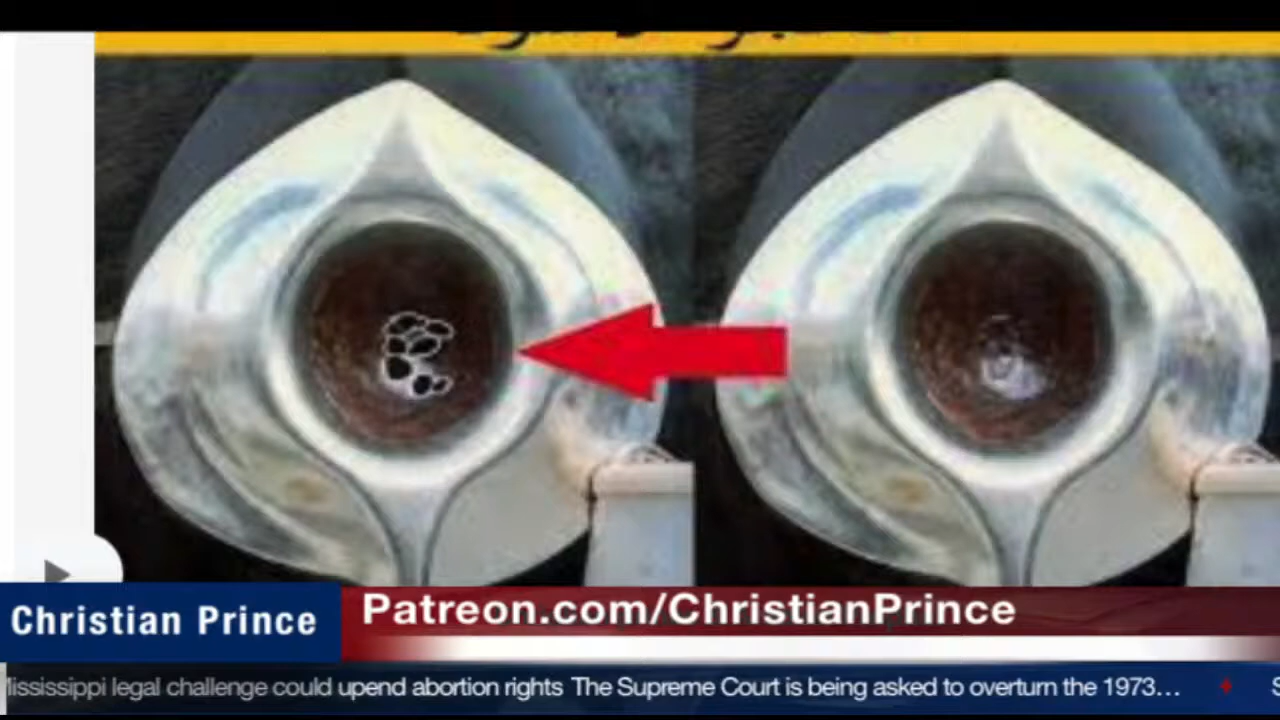 Christian Prince
Patreon.com/ChristianPrince
Mississippi legal challenge could upend abortion rights The Supreme Court is being asked to overturn the 1973...